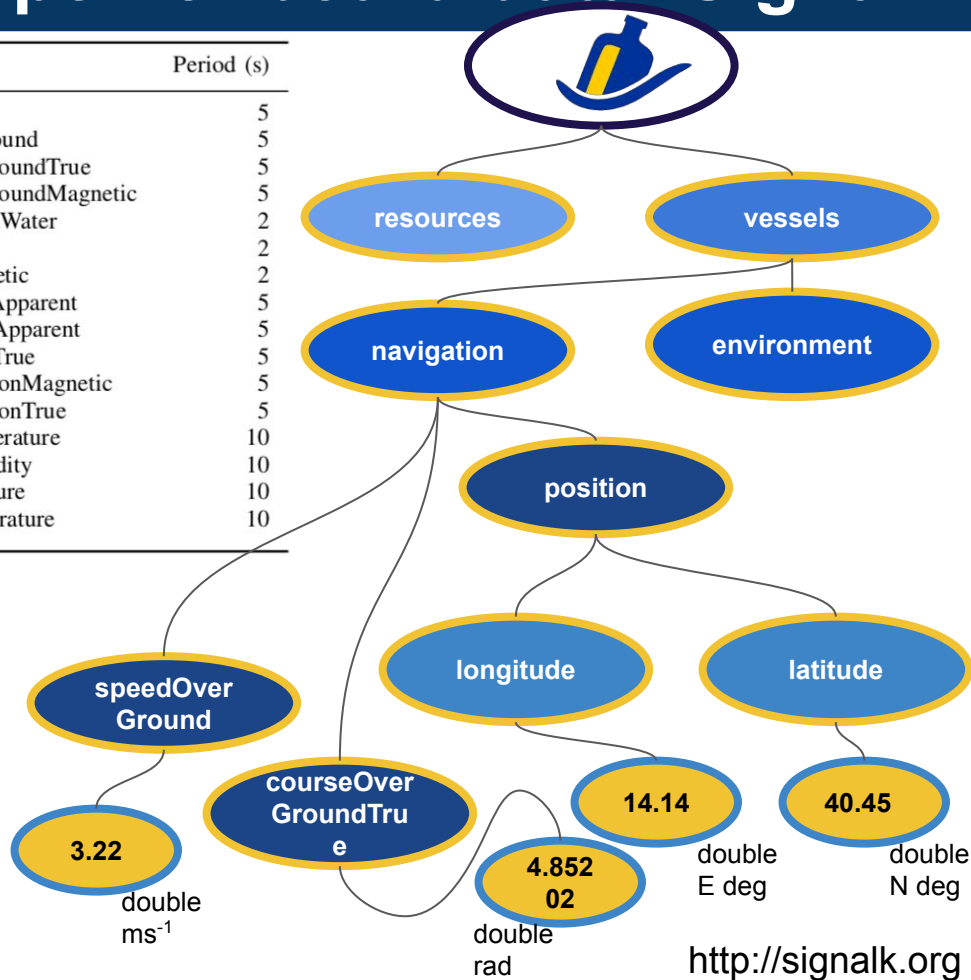 Period (s)
5
ound 5
oundTrue 5
oundMagnetic 5
Water 2
2
etic 2
Apparent 5
Apparent 5
True 5
onMagnetic 5
onTrue 5
erature 10
dity 10
ure 10
rature 10
resources
vessels
navigation
environment
position
longitude
latitude
speedOver
Ground
courseOver
GroundTru
e
3.22
double
ms-1
4.852
02
double
rad
14.14
double
E deg
40.45
double
N deg
http://signalk.org